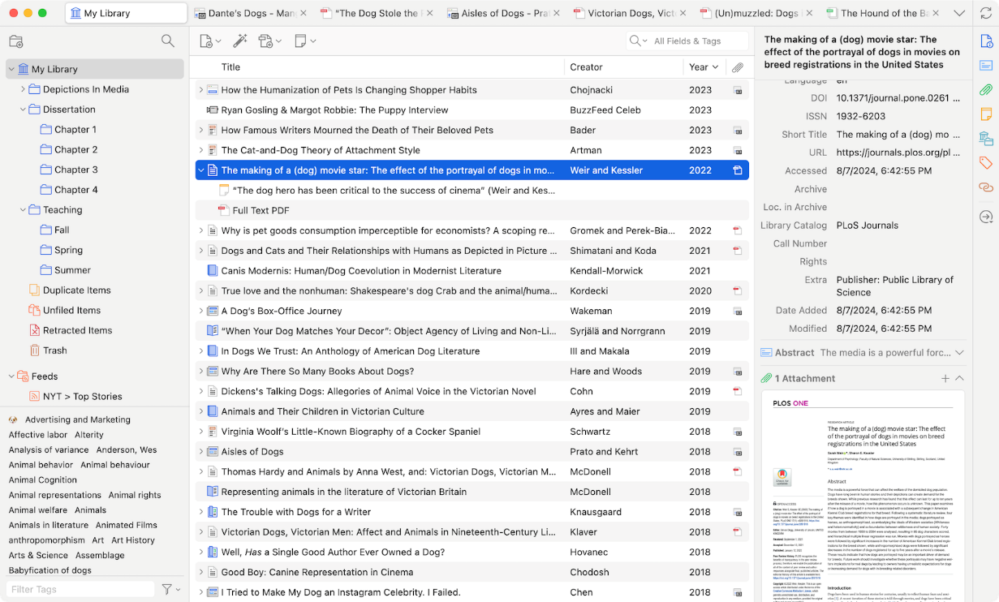 My Library
Dante's Dogs - Man
"The Dog Stole the
Aisles of Dogs - Pra
Victorian Dogs, Vict
(Un)muzzled: Dogs
The Hound of the Ba
My Library
Depictions In Media
Dissertation
Chapter 1
Chapter 2
Chapter 3
Chapter 4
Teaching
Fall
Spring
Summer
Duplicate Items
Unfiled Items
Retracted Items
Trash
Feeds
NYT > Top Stories
Advertising and Marketing
Affective labor Alterity
Analysis of variance Anderson, Wes
Animal behavior Animal behaviour
Animal Cognition
Animal representations Animal rights
Animal welfare Animals
Animals in literature Animated Films
anthropomorphism Art Art History
Arts & Science Assemblage
Babyfication of dogs
Filter Tags
All Fields & Tags
Title Creator Year
How the Humanization of Pets Is Changing Shopper Habits Chojnacki 2023
Ryan Gosling & Margot Robbie: The Puppy Interview BuzzFeed Celeb 2023
How Famous Writers Mourned the Death of Their Beloved Pets Bader 2023
The Cat-and-Dog Theory of Attachment Style Artman 2023
The making of a (dog) movie star: The effect of the portrayal of dogs in mo... Weir and Kessler 2022
"The dog hero has been critical to the success of cinema" (Weir and Kes...
Full Text PDF
Why is pet goods consumption imperceptible for economists? A scoping re... Gromek and Perek-Bia... 2022
Dogs and Cats and Their Relationships with Humans as Depicted in Picture ... Shimatani and Koda 2021
Canis Modernis: Human/Dog Coevolution in Modernist Literature Kendall-Morwick 2021
True love and the nonhuman: Shakespeare's dog Crab and the animal/huma... Kordecki 2020
A Dog's Box-Office Journey Wakeman 2019
"When Your Dog Matches Your Decor": Object Agency of Living and Non-Li... Syrjälä and Norrgrann 2019
In Dogs We Trust: An Anthology of American Dog Literature Ill and Makala 2019
Why Are There So Many Books About Dogs? Hare and Woods 2019
Dickens's Talking Dogs: Allegories of Animal Voice in the Victorian Novel Cohn 2019
Animals and Their Children in Victorian Culture Ayres and Maier 2019
Virginia Woolf's Little-Known Biography of a Cocker Spaniel Schwartz 2018
Aisles of Dogs Prato and Kehrt 2018
Thomas Hardy and Animals by Anna West, and: Victorian Dogs, Victorian M... McDonell 2018
Representing animals in the literature of Victorian Britain McDonell 2018
The Trouble with Dogs for a Writer Knausgaard 2018
Minor Creatures: Persons and Animals in Nineteenth-Century Li... Kluwer
Well, Has a Single Good Author Ever Owned a Dog? Hovanec 2018
Good Boy: Canine Representation in Cinema Chodosh 2018
How to Make My Dog an Instagram Celebrity: I Failed Chen 2018
The making of a (dog) movie star: The
effect of the portrayal of dogs in movies on
breed registrations in the United States
Language en
DOI 10.1371/journal.pone.0261 ...
ISSN 1932-6203
Short Title The making of a (dog) mo ...
URL https://journals.plos.org/pl ...
Accessed 8/7/2024, 6:42:55 PM
Archive
Loc. in Archive
Library Catalog PLoS Journals
Call Number
Rights
Extra Publisher: Public Library of
Science
Date Added 8/7/2024, 6:42:55 PM
Modified 8/7/2024, 6:42:55 PM
Abstract The media is a powerful forc...
1 Attachment
PLOS ONE
RESEARCH ARTICLE
The making of a (dog) movie star: The effect
of the portrayal of dogs in movies on breed
registrations in the United States
Abstract
Introduction